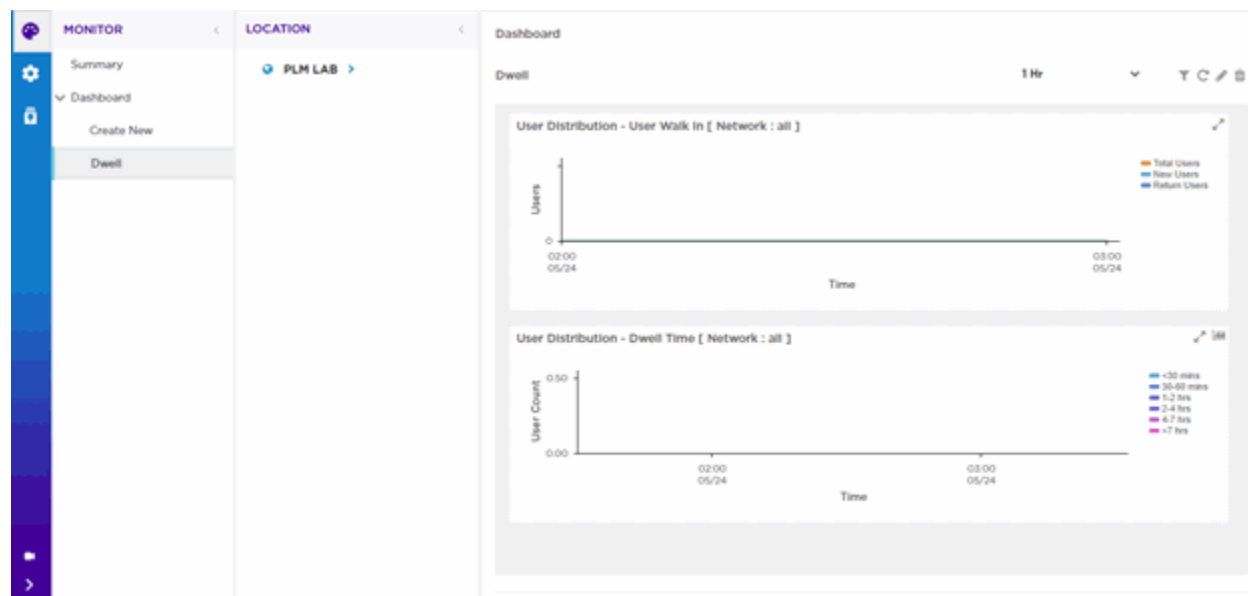 MONITOR
Summary
Dashboard
Create New
Dwell
LOCATION
PLM LAB
Dashboard
Dwell
1 Hr
User Distribution - User Walk In [ Network : all ]
Users
0
02:00
05/24
03:00
05/24
Time
Total Users
New Users
Return Users
User Distribution - Dwell Time [ Network : all ]
User Count
0.50
0.00
02:00
05/24
03:00
05/24
Time
<30 mins
30-60 mins
1-2 hrs
2-4 hrs
4-7 hrs
>7 hrs